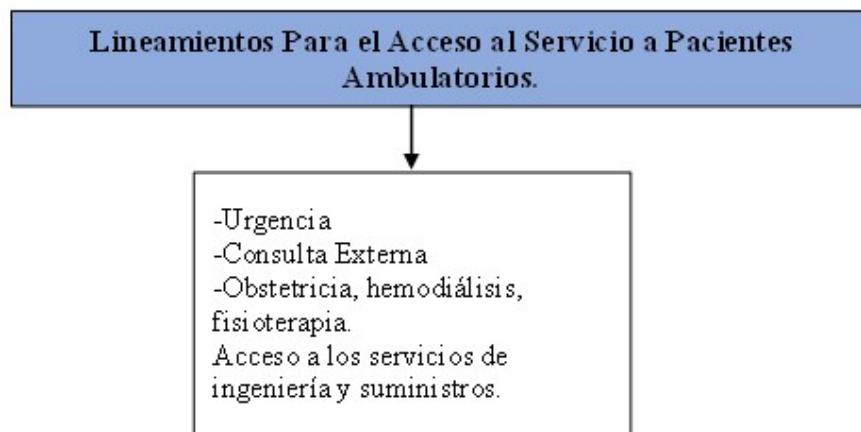 Lineamientos Para el Acceso al Servicio a Pacientes
Ambulatorios.
-Urgencia
-Consulta Externa
-Obstetricia, hemodiálisis,
fisioterapia.
Acceso a los servicios de
ingeniería y suministros.